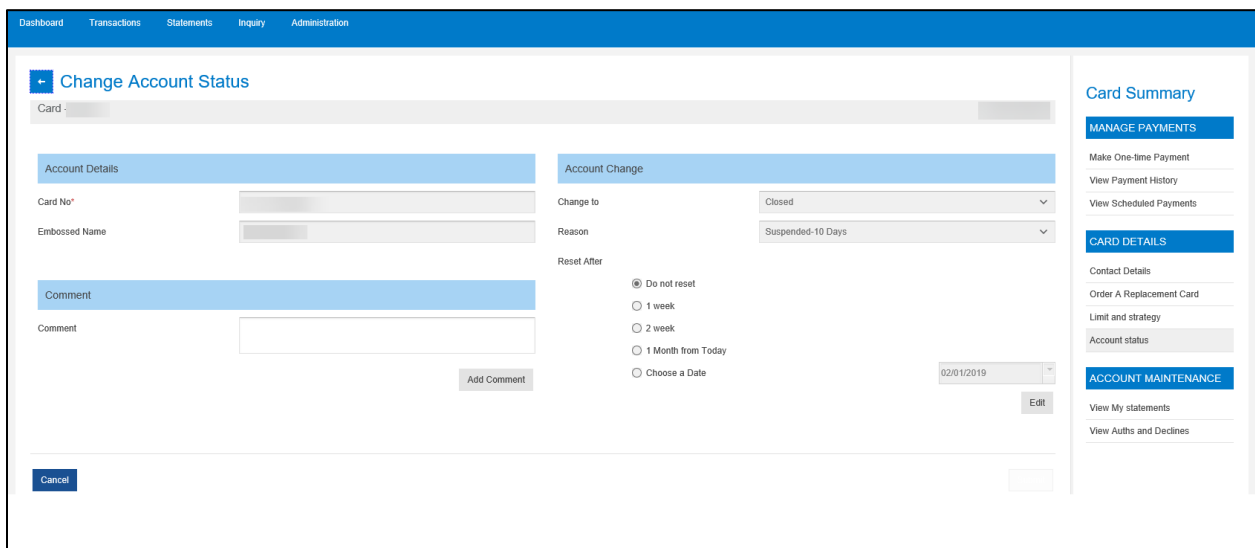 Dashboard Transactions Statements Inquiry Administration
Change Account Status
Card -
Account Details
Card No*
Embossed Name
Comment
Comment
Add Comment
Account Change
Change to Closed
Reason Suspended-10 Days
Reset After
Do not reset
1 week
2 week
1 Month from Today
Choose a Date 02/01/2019
Edit
Cancel
Card Summary
MANAGE PAYMENTS
Make One-time Payment
View Payment History
View Scheduled Payments
CARD DETAILS
Contact Details
Order A Replacement Card
Limit and strategy
Account status
ACCOUNT MAINTENANCE
View My statements
View Auths and Declines